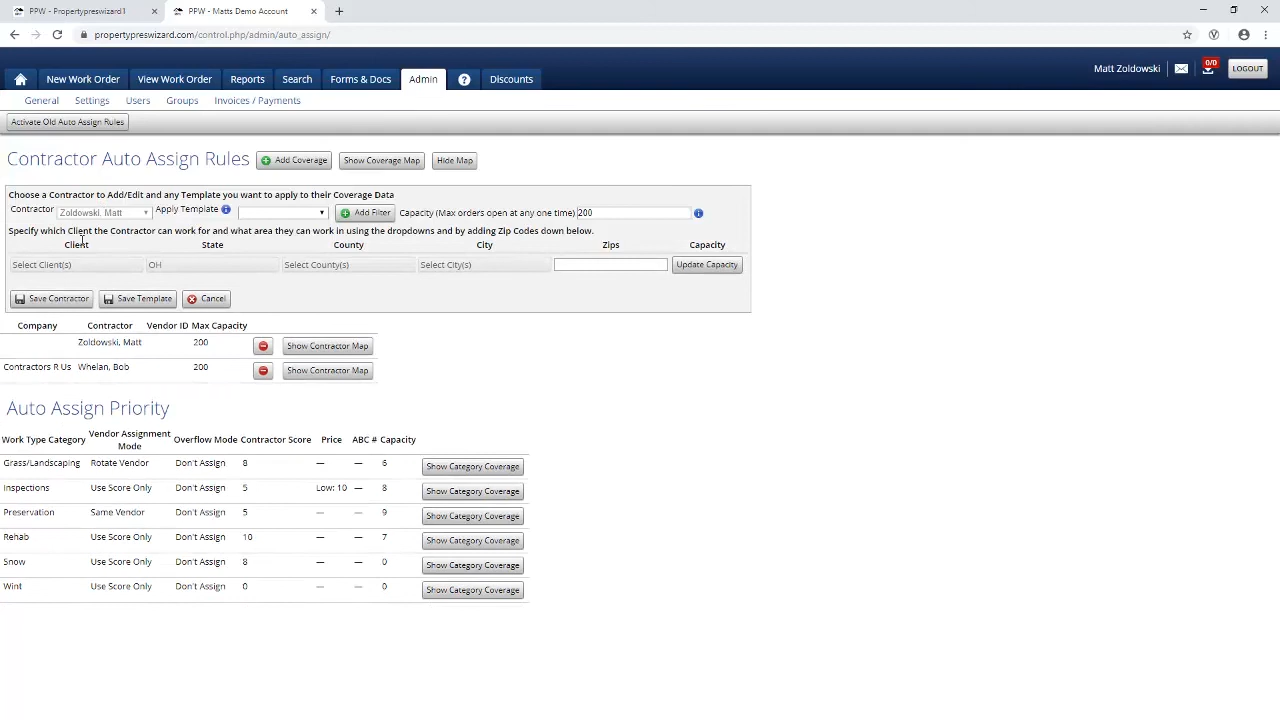 PPW - Propertypreswizard1
PPW - Matts Demo Account
propertypreswizard.com/control.php/admin/auto_assign/
New Work Order View Work Order Reports Search Forms & Docs Admin ? Discounts
Matt Zoldowski 0/0 LOGOUT
General Settings Users Groups Invoices / Payments
Activate Old Auto Assign Rules
Contractor Auto Assign Rules Add Coverage Show Coverage Map Hide Map
Choose a Contractor to Add/Edit and any Template you want to apply to their Coverage Data
Contractor Zoldowski, Matt Apply Template Add Filter Capacity (Max orders open at any one time) 200
Specify which Client the Contractor can work for and what area they can work in using the dropdowns and by adding Zip Codes down below.
Client State County City Zips Capacity
Select Client(s) OH Select County(s) Select City(s) Update Capacity
Save Contractor Save Template Cancel
Company Contractor Vendor ID Max Capacity
Zoldowski, Matt 200 Show Contractor Map
Contractors R Us Whelan, Bob 200 Show Contractor Map
Auto Assign Priority
Work Type Category Vendor Assignment Mode Overflow Mode Contractor Score Price ABC # Capacity
Grass/Landscaping Rotate Vendor Don't Assign 8 — — 6 Show Category Coverage
Inspections Use Score Only Don't Assign 5 Low: 10 — 8 Show Category Coverage
Preservation Same Vendor Don't Assign 5 — — 9 Show Category Coverage
Rehab Use Score Only Don't Assign 10 — — 7 Show Category Coverage
Snow Use Score Only Don't Assign 8 — — 0 Show Category Coverage
Wint Use Score Only Don't Assign 0 — — 0 Show Category Coverage